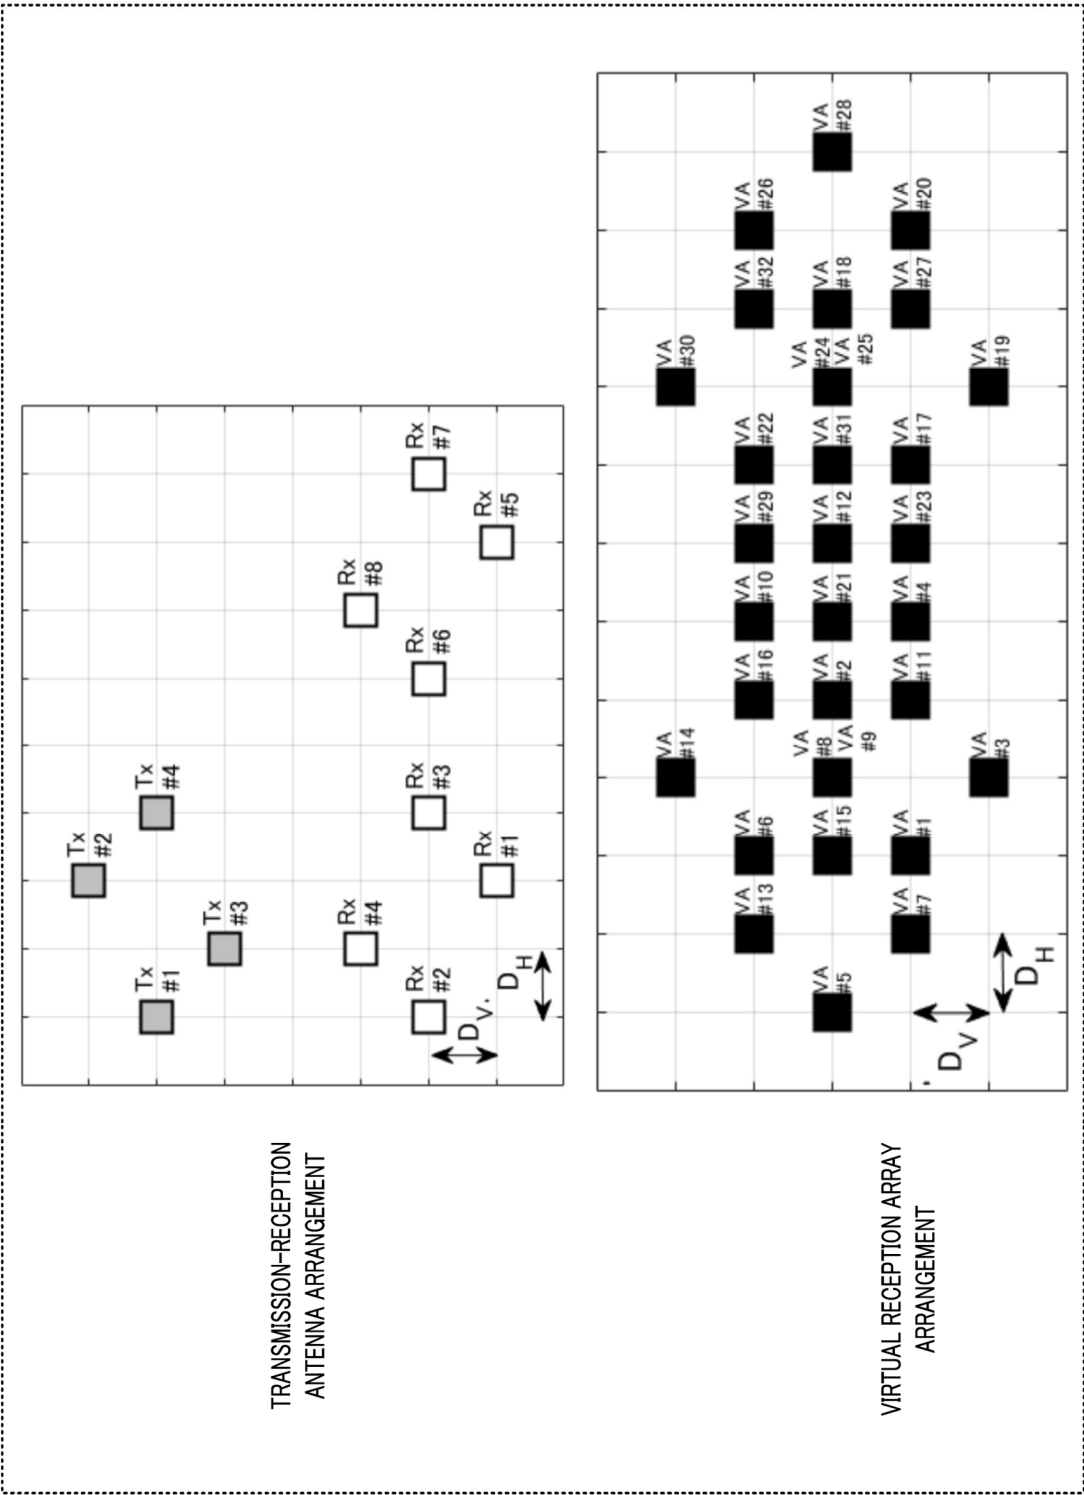 TRANSMISSION-RECEPTION
ANTENNA ARRANGEMENT
Tx
#2
Tx
#1
Tx
#4
Tx
#3
Rx
#4
Rx
#8
Rx
#2
Rx
#3
Rx
#6
Rx
#7
DV
Rx
#1
Rx
#5
DH
VIRTUAL RECEPTION ARRAY
ARRANGEMENT
VA
#14
VA
#30
VA
#13
VA
#6
VA
#16
VA
#10
VA
#29
VA
#22
VA
#32
VA
#26
VA
#5
VA
#15
VA
#8
VA
#9
VA
#2
VA
#21
VA
#12
VA
#31
VA
#24
VA
#25
VA
#18
VA
#28
VA
#7
VA
#1
VA
#11
VA
#4
VA
#23
VA
#17
VA
#27
VA
#20
DV
VA
#3
VA
#19
DH